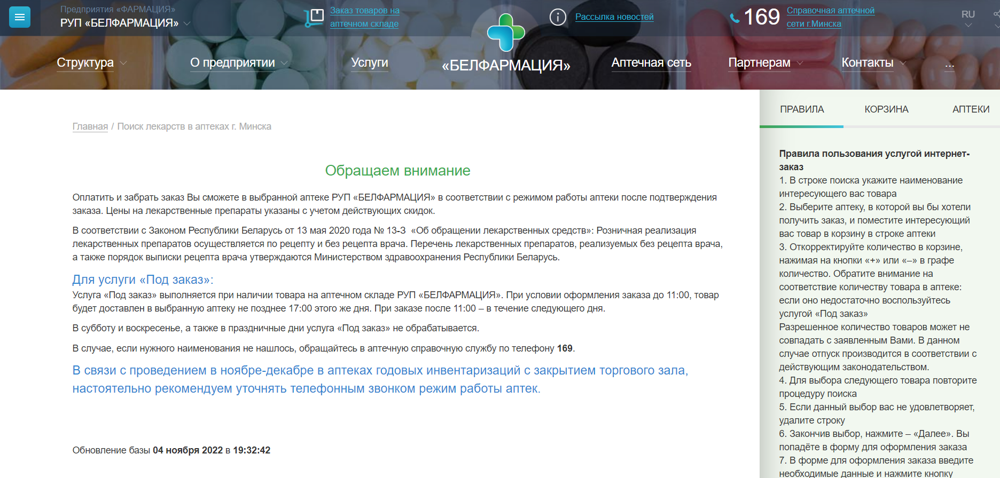 Предприятия «ФАРМАЦИЯ»
РУП «БЕЛФАРМАЦИЯ»
Заказ товаров на
аптечном складе
Рассылка новостей
169
Справочная аптечной
сети г.Минска
RU
Структура
О предприятии
Услуги
«БЕЛФАРМАЦИЯ»
Аптечная сеть
Партнерам
Контакты
...
Главная / Поиск лекарств в аптеках г. Минска
Обращаем внимание
Оплатить и забрать заказ Вы сможете в выбранной аптеке РУП «БЕЛФАРМАЦИЯ» в соответствии с режимом работы аптеки после подтверждения
заказа. Цены на лекарственные препараты указаны с учетом действующих скидок.
В соответствии с Законом Республики Беларусь от 13 мая 2020 года № 13-З «Об обращении лекарственных средств»: Розничная реализация
лекарственных препаратов осуществляется по рецепту и без рецепта врача. Перечень лекарственных препаратов, реализуемых без рецепта врача,
а также порядок выписки рецепта врача утверждаются Министерством здравоохранения Республики Беларусь.
Для услуги «Под заказ»:
Услуга «Под заказ» выполняется при наличии товара на аптечном складе РУП «БЕЛФАРМАЦИЯ». При условии оформления заказа до 11:00, товар
будет доставлен в выбранную аптеку не позднее 17:00 этого же дня. При заказе после 11:00 – в течение следующего дня.
В субботу и воскресенье, а также в праздничные дни услуга «Под заказ» не обрабатывается.
В случае, если нужного наименования не нашлось, обращайтесь в аптечную справочную службу по телефону 169.
В связи с проведением в ноябре-декабре в аптеках годовых инвентаризаций с закрытием торгового зала,
настоятельно рекомендуем уточнять телефонным звонком режим работы аптек.
Обновление базы 04 ноября 2022 в 19:32:42
ПРАВИЛА
КОРЗИНА
АПТЕКИ
Правила пользования услугой интернет-
заказ
1. В строке поиска укажите наименование
интересующего вас товара
2. Выберите аптеку, в которой вы бы хотели
получить заказ, и поместите интересующий
вас товар в корзину в строке аптеки
3. Откорректируйте количество в корзине,
нажимая на кнопки «+» или «–» в графе
количество. Обратите внимание на
соответствие количеству товара в аптеке:
если оно недостаточно воспользуйтесь
услугой «Под заказ»
Разрешенное количество товаров может не
совпадать с заявленным Вами. В данном
случае отпуск производится в соответствии с
действующим законодательством.
4. Для выбора следующего товара повторите
процедуру поиска
5. Если данный выбор вас не удовлетворяет,
удалите строку
6. Закончив выбор, нажмите – «Далее». Вы
попадёте в форму для оформления заказа
7. В форме для оформления заказа введите
необходимые данные и нажмите кнопку